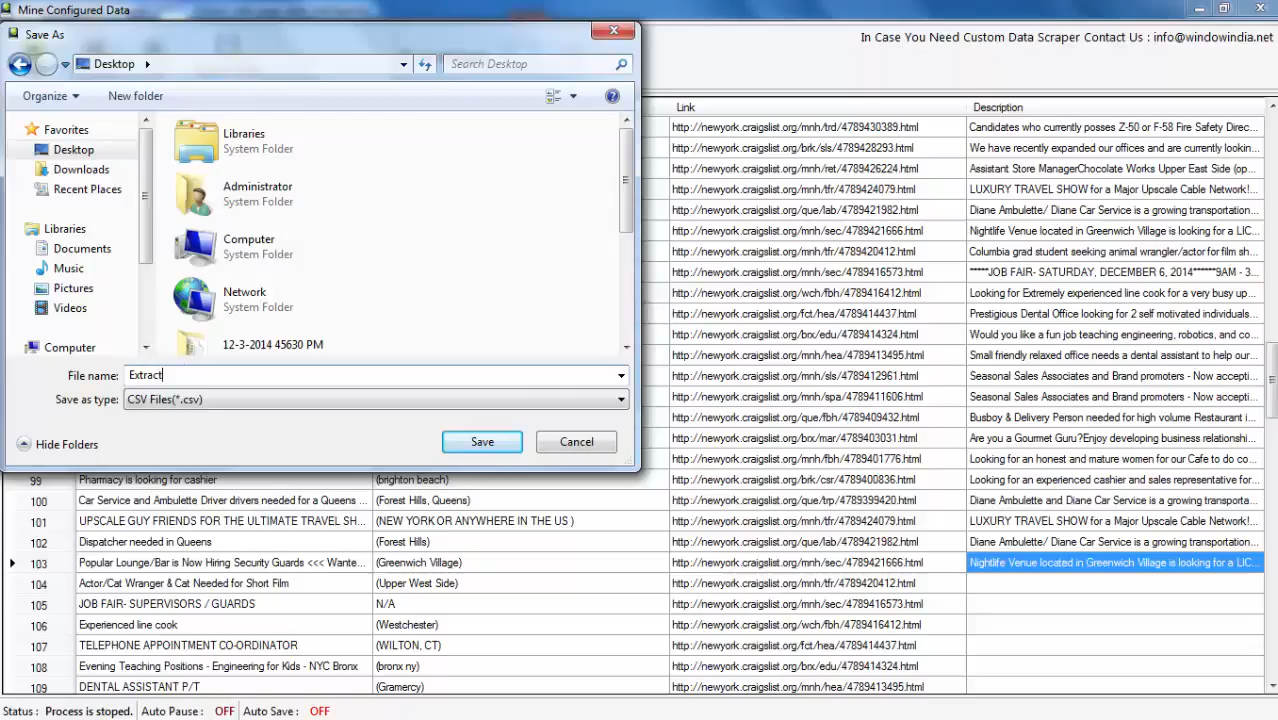 Mine Configured Data
In Case You Need Custom Data Scraper Contact Us : info@windowindia.net
Save As
Desktop
Search Desktop
Organize
New folder
Favorites
Desktop
Downloads
Recent Places
Libraries
Documents
Music
Pictures
Videos
Computer
Libraries
System Folder
Administrator
System Folder
Computer
System Folder
Network
System Folder
12-3-2014 45630 PM
File name: Extract
Save as type: CSV Files(*.csv)
Hide Folders
Save
Cancel
Link Description
http://newyork.craigslist.org/mnh/trd/4789430389.html Candidates who currently posses Z-50 or F-58 Fire Safety Direc...
http://newyork.craigslist.org/brk/sls/4789428293.html We have recently expanded our offices and are currently lookin...
http://newyork.craigslist.org/mnh/ret/4789426224.html Assistant Store ManagerChocolate Works Upper East Side (op...
http://newyork.craigslist.org/mnh/tfr/4789424079.html LUXURY TRAVEL SHOW for a Major Upscale Cable Network!...
http://newyork.craigslist.org/que/lab/4789421982.html Diane Ambulette/ Diane Car Service is a growing transportation...
http://newyork.craigslist.org/mnh/sec/4789421666.html Nightlife Venue located in Greenwich Village is looking for a LIC...
http://newyork.craigslist.org/mnh/tfr/4789420412.html Columbia grad student seeking animal wrangler/actor for film sh...
http://newyork.craigslist.org/mnh/sec/4789416573.html *****JOB FAIR- SATURDAY, DECEMBER 6, 2014******9AM - 3...
http://newyork.craigslist.org/wch/fbh/4789416412.html Looking for Extremely experienced line cook for a very busy up...
http://newyork.craigslist.org/fct/hea/4789414437.html Prestigious Dental Office looking for 2 self motivated individuals...
http://newyork.craigslist.org/brx/edu/4789414324.html Would you like a fun job teaching engineering, robotics, and co...
http://newyork.craigslist.org/mnh/hea/4789413495.html Small friendly relaxed office needs a dental assistant to help our...
http://newyork.craigslist.org/mnh/sls/4789412961.html Seasonal Sales Associates and Brand promoters - Now accepti...
http://newyork.craigslist.org/mnh/spa/4789411606.html Seasonal Sales Associates and Brand promoters - Now accepti...
http://newyork.craigslist.org/que/fbh/4789409432.html Busboy & Delivery Person needed for high volume Restaurant i...
http://newyork.craigslist.org/brx/mar/4789403031.html Are you a Gourmet Guru?Enjoy developing business relationshi...
http://newyork.craigslist.org/mnh/fbh/4789401776.html Looking for an honest and mature women for our Cafe to do co...
99 Pharmacy is looking for cashier (brighton beach) http://newyork.craigslist.org/brk/csr/4789400836.html Looking for an experienced cashier and sales representative for...
100 Car Service and Ambulette Driver drivers needed for a Queens ... (Forest Hills, Queens) http://newyork.craigslist.org/que/trp/4789399420.html Diane Ambulette and Diane Car Service is a growing transporta...
101 UPSCALE GUY FRIENDS FOR THE ULTIMATE TRAVEL SH... (NEW YORK OR ANYWHERE IN THE US ) http://newyork.craigslist.org/mnh/tfr/4789424079.html LUXURY TRAVEL SHOW for a Major Upscale Cable Network!...
102 Dispatcher needed in Queens (Forest Hills) http://newyork.craigslist.org/que/lab/4789421982.html Diane Ambulette/ Diane Car Service is a growing transporta...
103 Popular Lounge/Bar is Now Hiring Security Guards <<< Wante... (Greenwich Village) http://newyork.craigslist.org/mnh/sec/4789421666.html Nightlife Venue located in Greenwich Village is looking for a LIC...
104 Actor/Cat Wranger & Cat Needed for Short Film (Upper West Side) http://newyork.craigslist.org/mnh/tfr/4789420412.html
105 JOB FAIR- SUPERVISORS / GUARDS N/A http://newyork.craigslist.org/mnh/sec/4789416573.html
106 Experienced line cook (Westchester) http://newyork.craigslist.org/wch/fbh/4789416412.html
107 TELEPHONE APPOINTMENT CO-ORDINATOR (WILTON, CT) http://newyork.craigslist.org/fct/hea/4789414437.html
108 Evening Teaching Positions - Engineering for Kids - NYC Bronx (bronx ny) http://newyork.craigslist.org/brx/edu/4789414324.html
109 DENTAL ASSISTANT P/T (Gramercy) http://newyork.craigslist.org/mnh/hea/4789413495.html
Status : Process is stoped. Auto Pause : OFF Auto Save : OFF